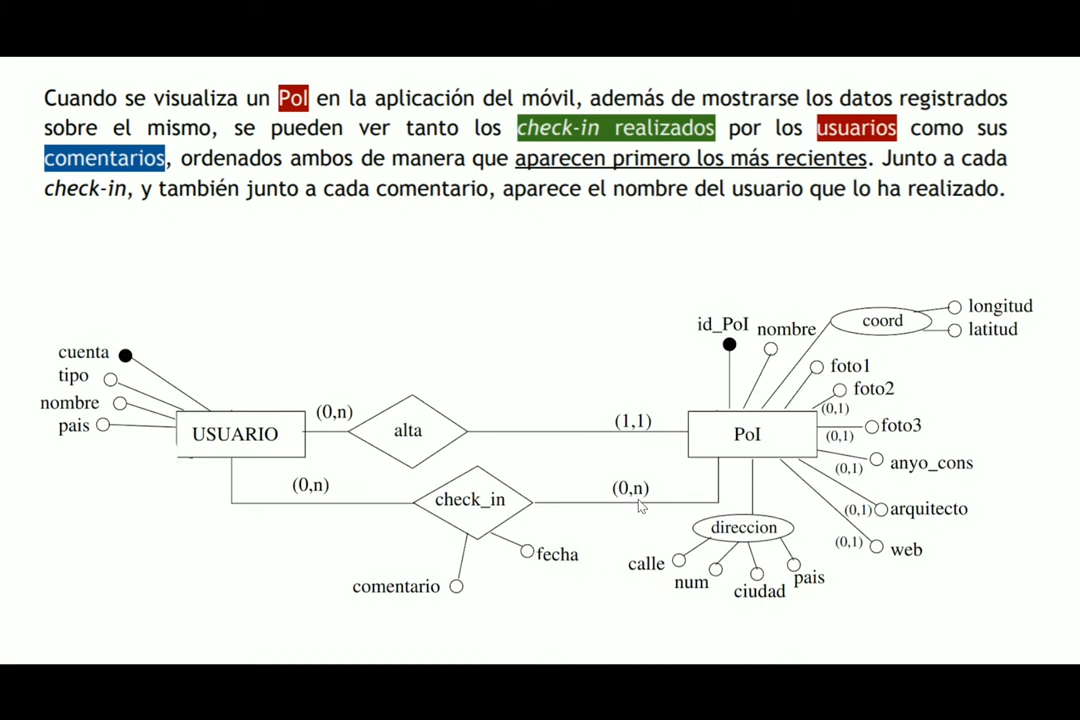 Cuando se visualiza un PoI en la aplicación del móvil, además de mostrarse los datos registrados
sobre el mismo, se pueden ver tanto los check-in realizados por los usuarios como sus
comentarios, ordenados ambos de manera que aparecen primero los más recientes. Junto a cada
check-in, y también junto a cada comentario, aparece el nombre del usuario que lo ha realizado.
longitud
coord
id_PoI
nombre
latitud
cuenta
foto1
tipo
foto2
nombre
(0,n)
(0,1)
pais
(1,1)
foto3
USUARIO
alta
PoI
(0,1)
anyo_cons
(0,1)
(0,n)
(0,n)
check_in
(0,1)
arquitecto
direccion
(0,1)
web
fecha
calle
comentario
num
pais
ciudad